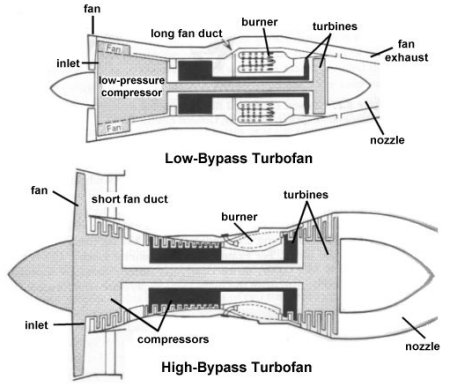 fan
long fan duct
burner
turbines
Fan
inlet
low-pressure
compressor
fan
exhaust
Fan
nozzle
Low-Bypass Turbofan
fan
short fan duct
burner
turbines
inlet
compressors
nozzle
High-Bypass Turbofan